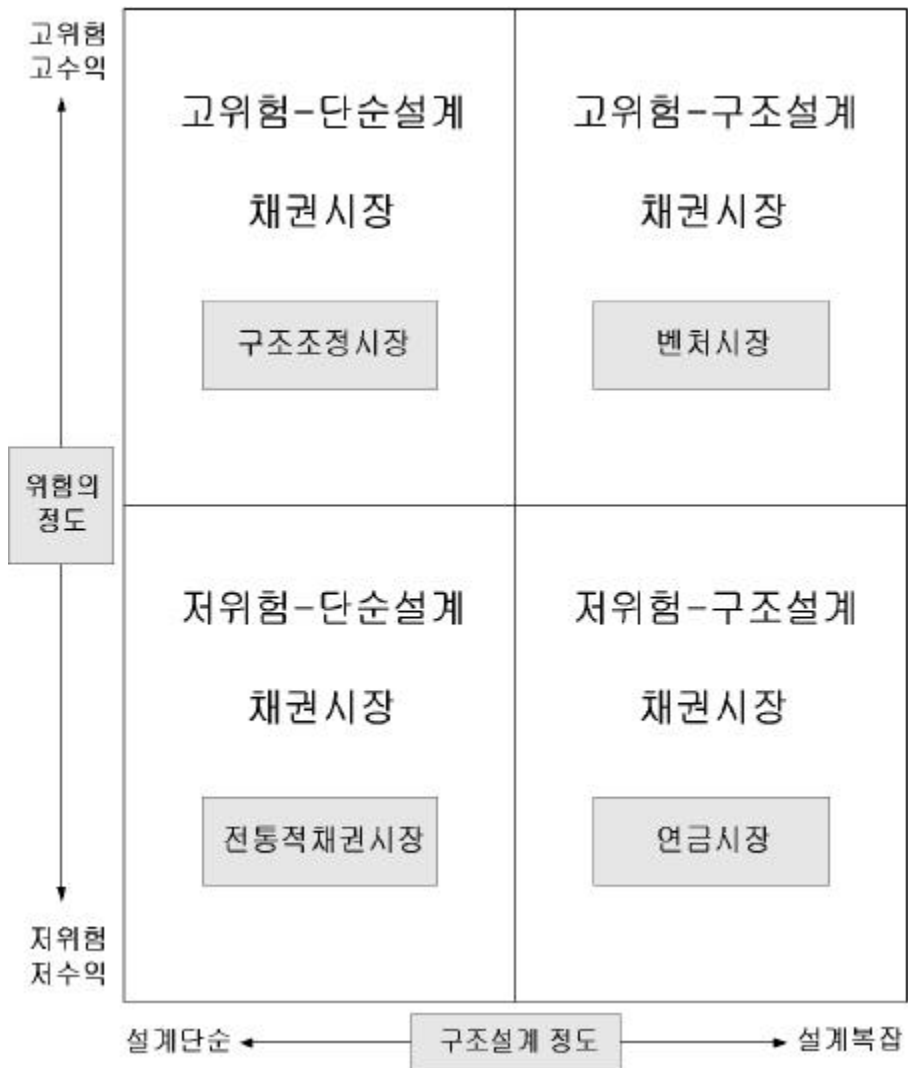 고위험
고수익
고위험-단순설계
채권시장
구조조정시장
고위험-구조설계
채권시장
벤처시장
위험의
정도
저위험-단순설계
채권시장
전통적채권시장
저위험-구조설계
채권시장
연금시장
저위험
저수익
설계단순
구조설계 정도
설계복잡